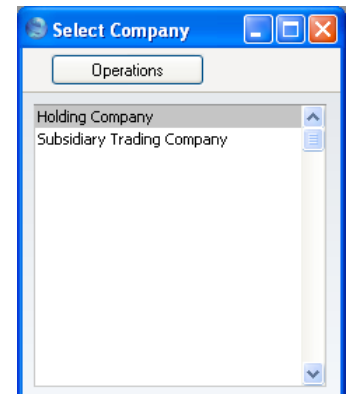 Select Company
Operations
Holding Company
Subsidiary Trading Company